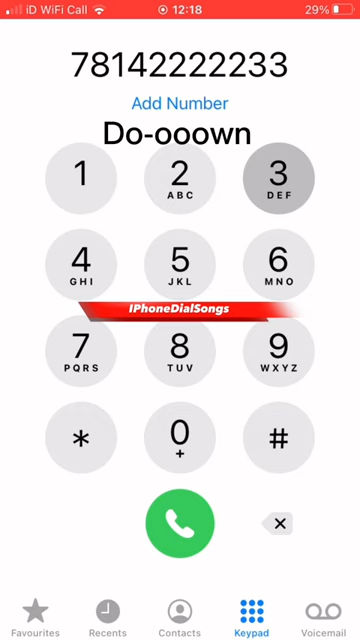 iD WiFi Call
12:18
29%
78142222233
Add Number
Do-ooown
1
2
ABC
3
DEF
4
GHI
5
JKL
6
MNO
IPhoneDialSongs
7
PQRS
8
TUV
9
WXYZ
*
0
+
#
Favourites
Recents
Contacts
Keypad
Voicemail